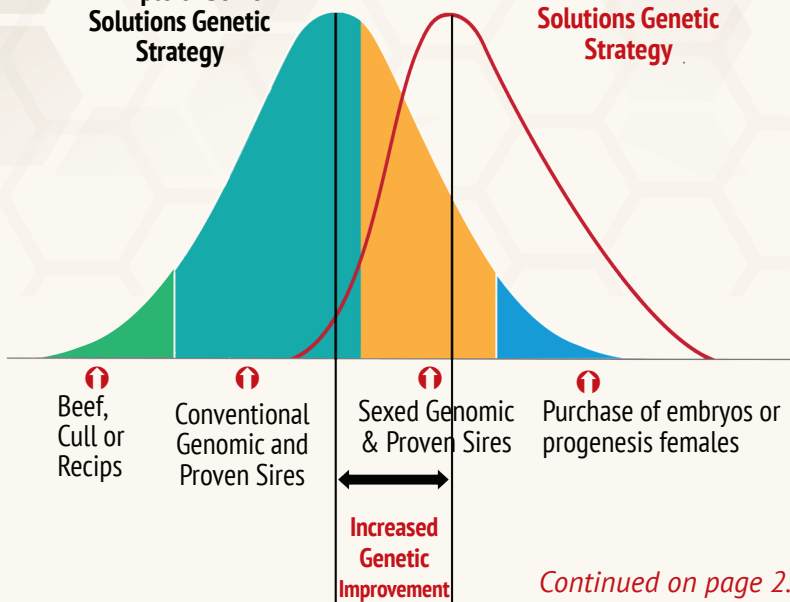 Solutions Genetic
Strategy
Solutions Genetic
Strategy
Beef,
Cull or
Recips
Conventional
Genomic and
Proven Sires
Sexed Genomic
& Proven Sires
Purchase of embryos or
progenesis females
Increased
Genetic
Improvement
Continued on page 2.